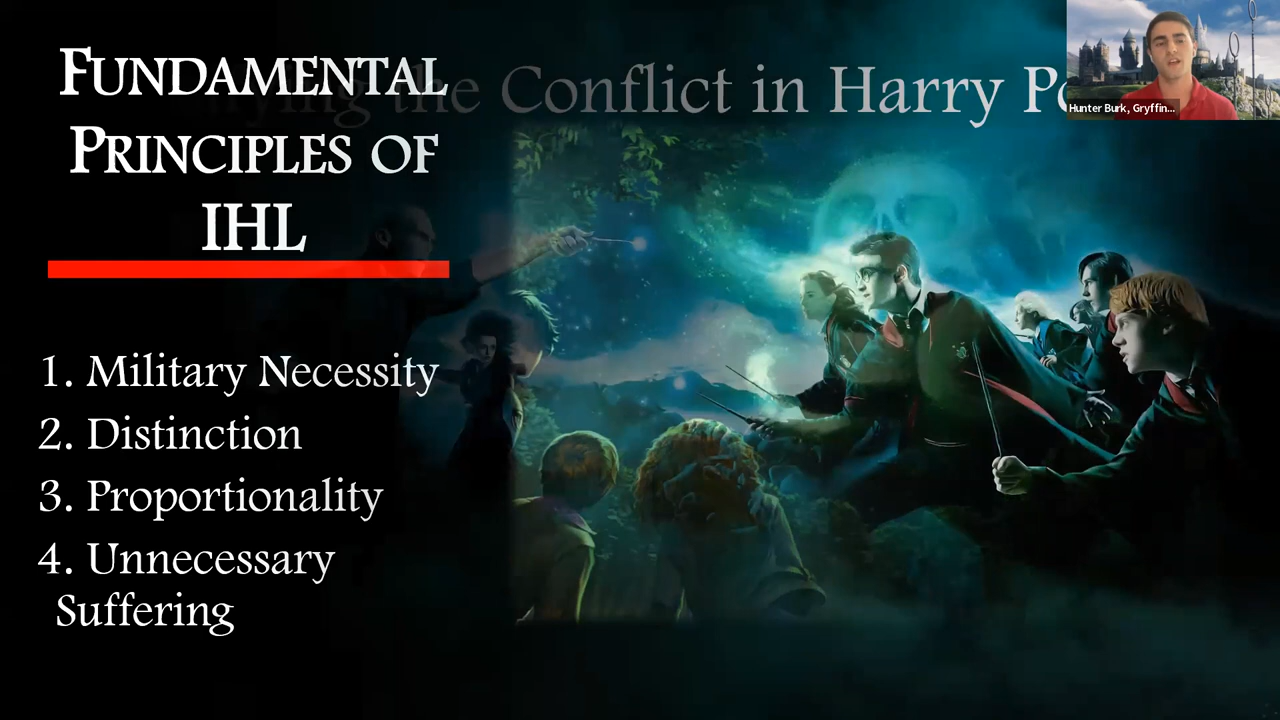 FUNDAMENTAL
PRINCIPLES OF
IHL
the Conflict in Harry
Hunter Burk, Gryffin...
1. Military Necessity
2. Distinction
3. Proportionality
4. Unnecessary
Suffering